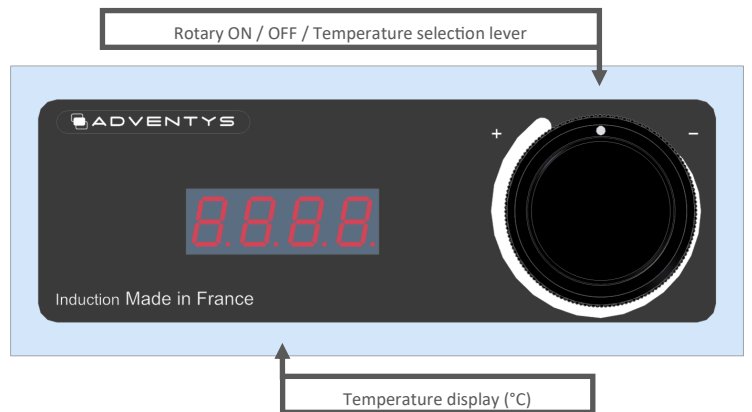 Rotary ON / OFF / Temperature selection lever
ADVENTYS
+ -
8.8.8.8.
Induction Made in France
Temperature display (°C)